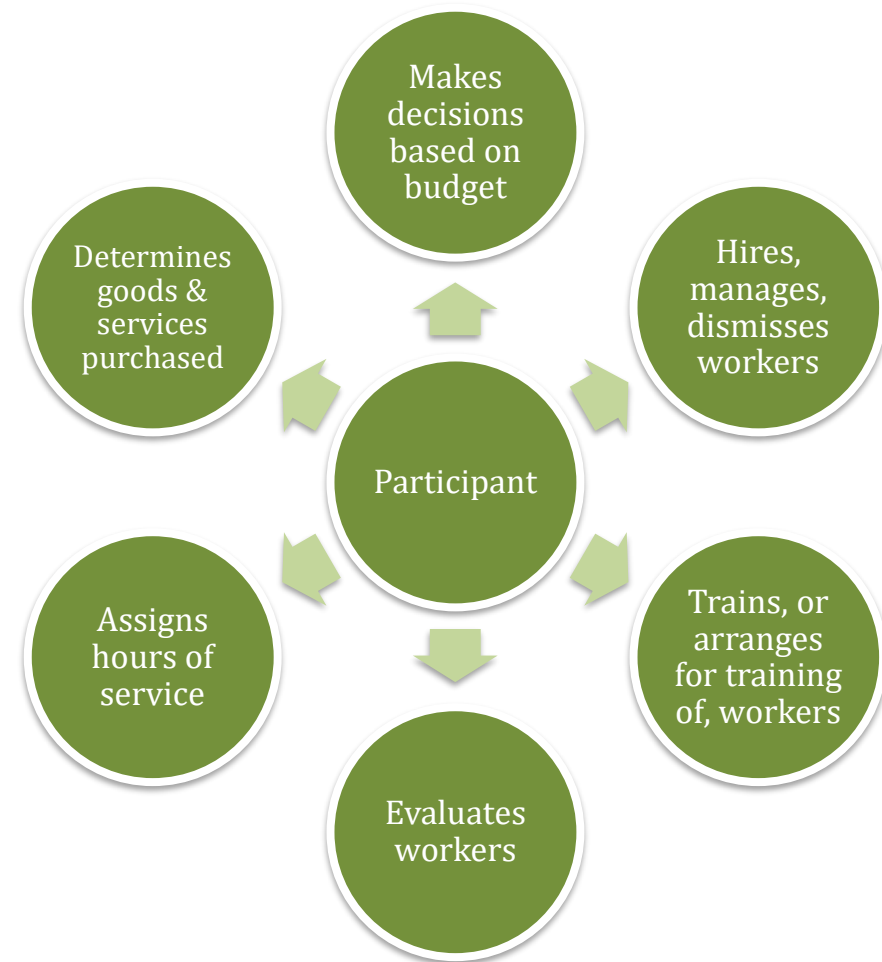 Makes
decisions
based on
budget
Determines
goods &
services
purchased
Hires,
manages,
dismisses
workers
Participant
Assigns
hours of
service
Trains, or
arranges
for training
of, workers
Evaluates
workers